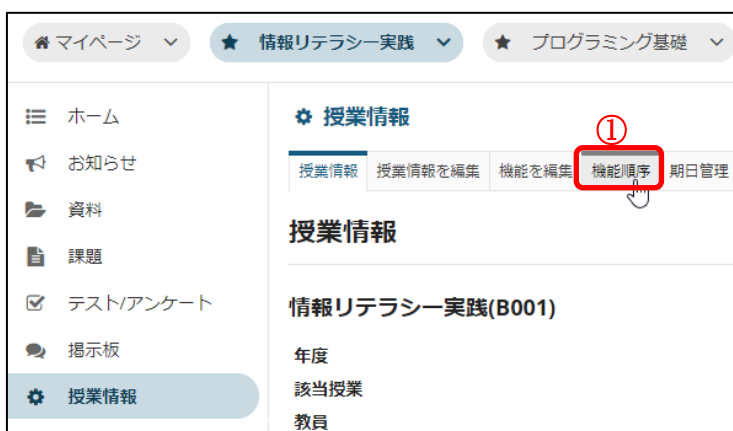 マイページ 情報リテラシー実践 プログラミング基礎
ホーム
お知らせ
資料
課題
テスト/アンケート
掲示板
授業情報
授業情報
①
授業情報 授業情報を編集 機能を編集 機能順序 期日管理
授業情報
情報リテラシー実践(B001)
年度
該当授業
教員